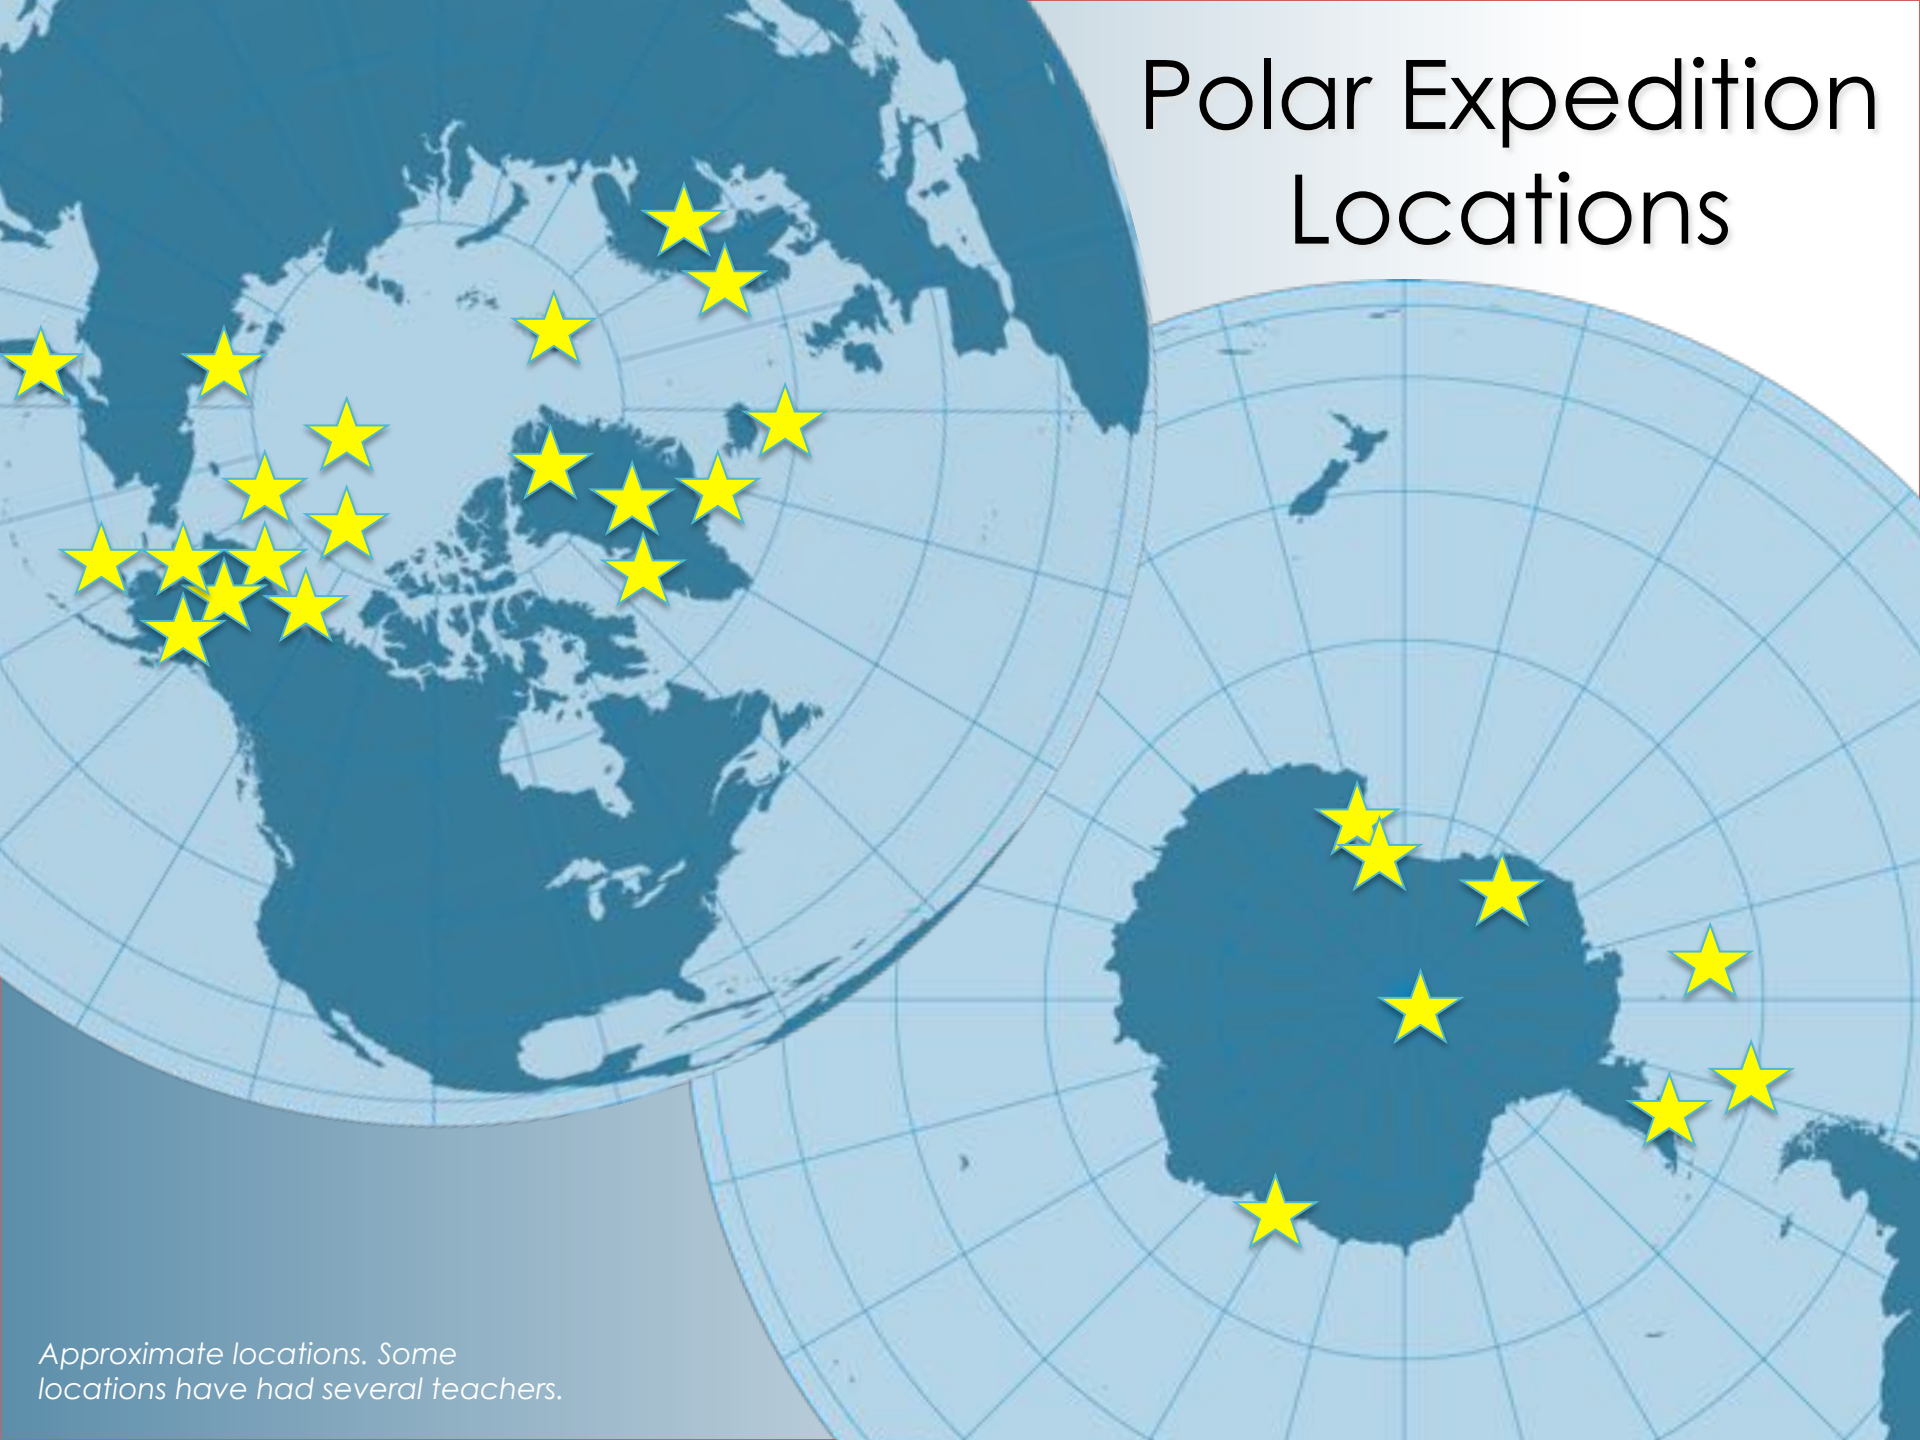 Polar Expedition
Locations
Approximate locations. Some
locations have had several teachers.